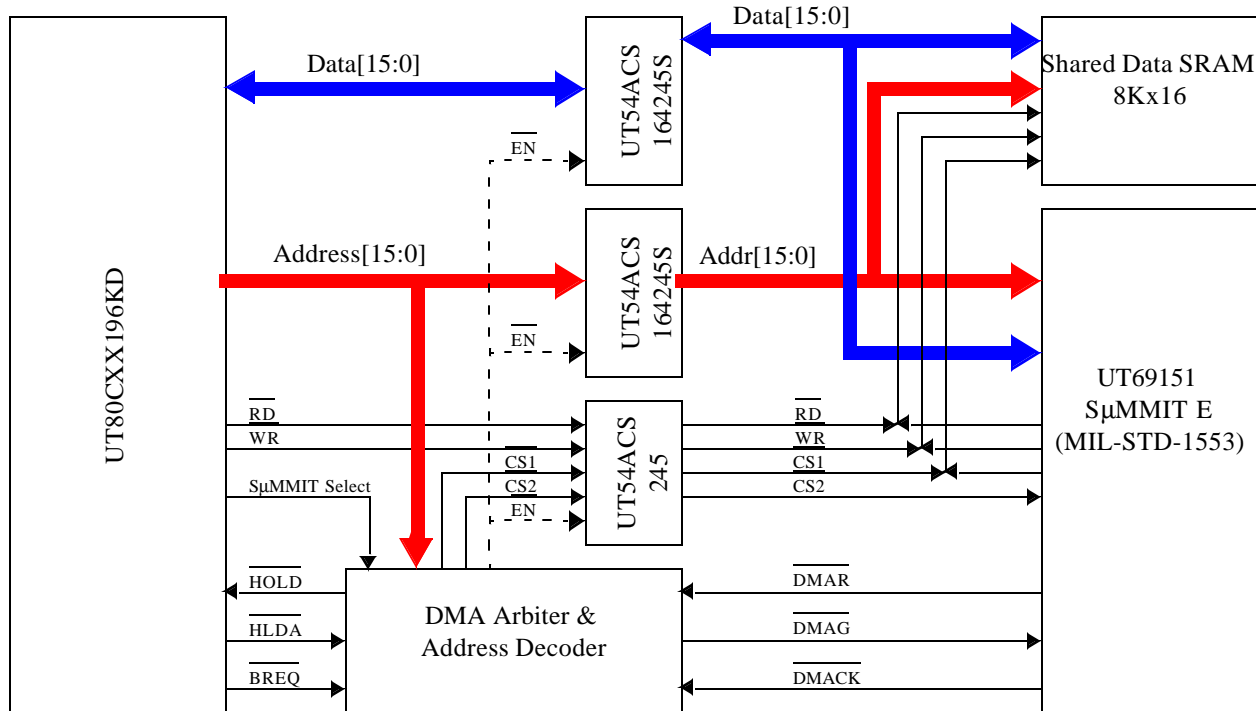 Data[15:0]
Data[15:0]
UT54ACS
164245S
Shared Data SRAM
8Kx16
EN
UT80CXX196KD
Address[15:0]
UT54ACS
164245S
Addr[15:0]
EN
UT69151
SμMMIT E
(MIL-STD-1553)
RD
WR
CS1
CS2
EN
UT54ACS
245
RD
WR
CS1
CS2
SμMMIT Select
HOLD
HLDA
BREQ
DMA Arbiter &
Address Decoder
DMAR
DMAG
DMACK